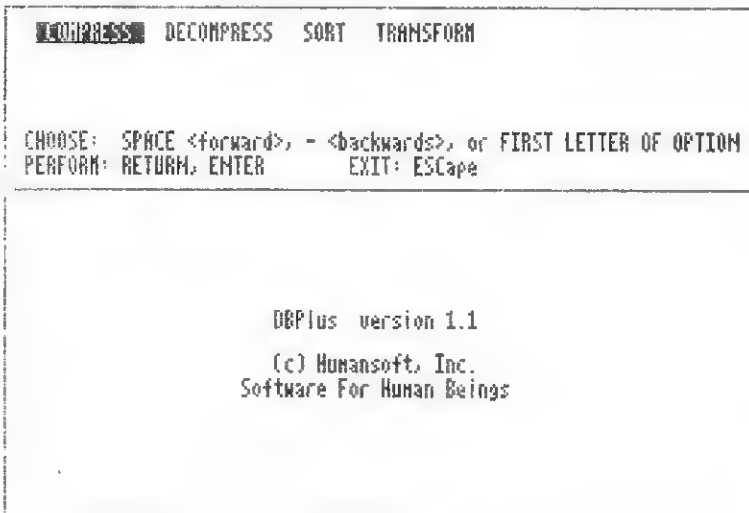 COMPRESS DECOMPRESS SORT TRANSFORM
CHOOSE: SPACE <forward>, - <backwards>, or FIRST LETTER OF OPTION
PERFORM: RETURN, ENTER EXIT: ESCape
DBPlus version 1.1
(c) Humansoft, Inc.
Software For Human Beings